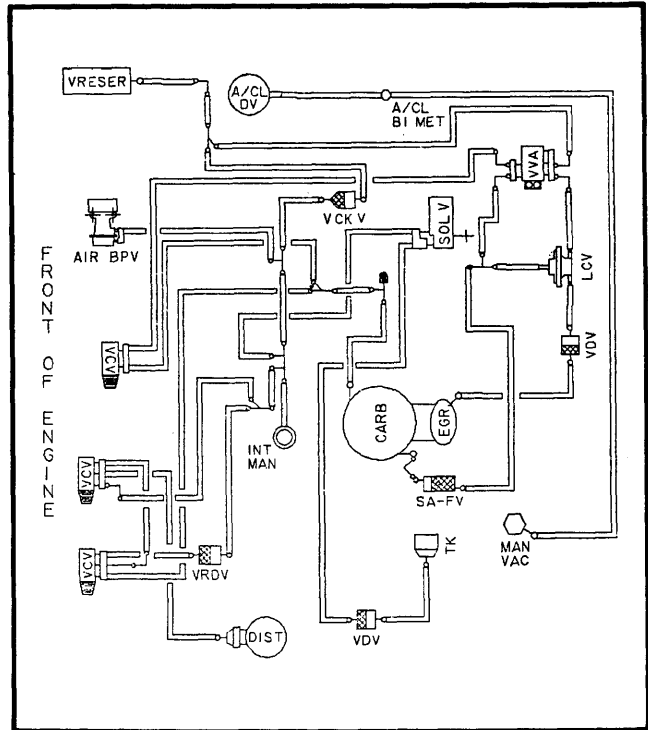 VRESER
A/CL
DV
A/CL
BI MET
VVA
VCK V
SOL V
AIR BPV
LCV
FRONT OF ENGINE
VCV
VDV
CARB
EGR
INT
MAN
VCV
SA-FV
MAN
VAC
TK
VCV
VRDV
VDV
DIST